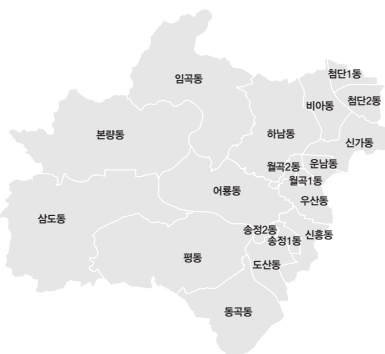 첨단1동
임곡동
첨단2동
비아동
본량동
하남동
신가동
운남동
월곡2동
월곡1동
어룡동
우산동
삼도동
송정2동
신흥동
송정1동
평동
도산동
동곡동